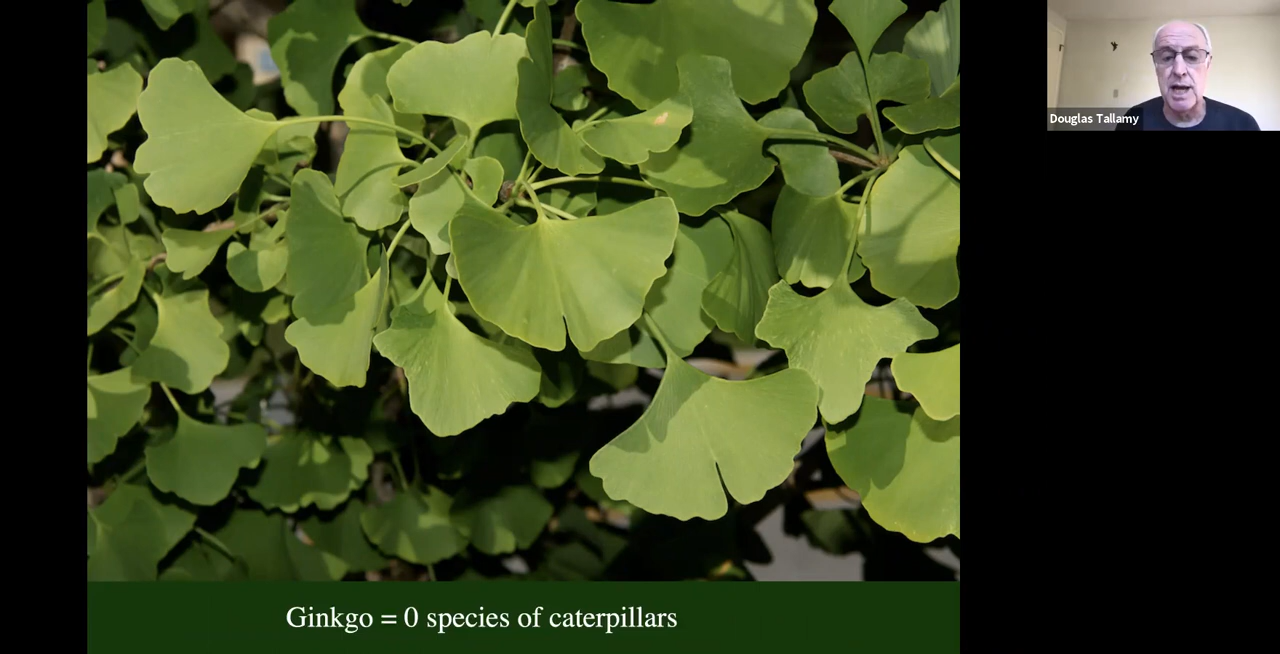 Douglas Tallamy
Ginkgo = 0 species of caterpillars